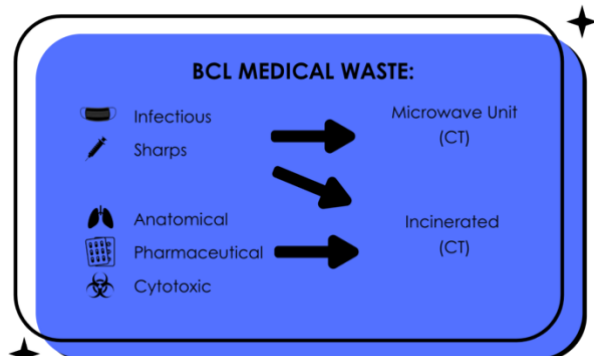 BCL MEDICAL WASTE:
Infectious
Sharps
Microwave Unit
(CT)
Anatomical
Pharmaceutical
Cytotoxic
Incinerated
(CT)